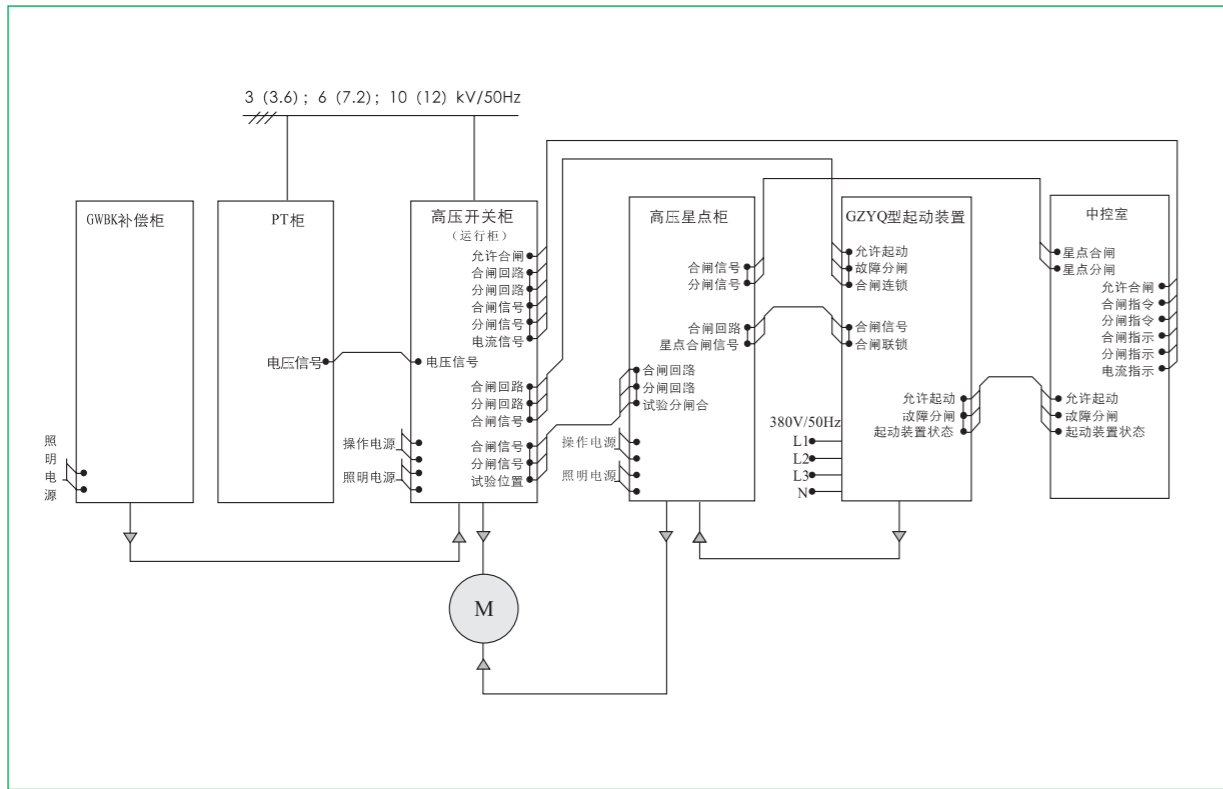 3 (3.6) ; 6 (7.2) ; 10 (12) kV/50Hz
GWBK补偿柜
照
明
电
源
PT柜
电压信号
高压开关柜
（运行柜）
允许合闸
合闸回路
分闸回路
合闸信号
分闸信号
电流信号
电压信号
合闸回路
分闸回路
合闸信号
操作电源
照明电源
合闸信号
分闸信号
试验位置
高压星点柜
合闸信号
分闸信号
合闸回路
星点合闸信号
合闸回路
分闸回路
试验分闸合
操作电源
照明电源
GZYQ型起动装置
允许起动
故障分闸
合闸连锁
合闸信号
合闸联锁
允许起动
故障分闸
起动装置状态
380V/50Hz
L1
L2
L3
N
中控室
星点合闸
星点分闸
允许合闸
合闸指令
分闸指令
合闸指示
分闸指示
电流指示
允许起动
故障分闸
起动装置状态
M